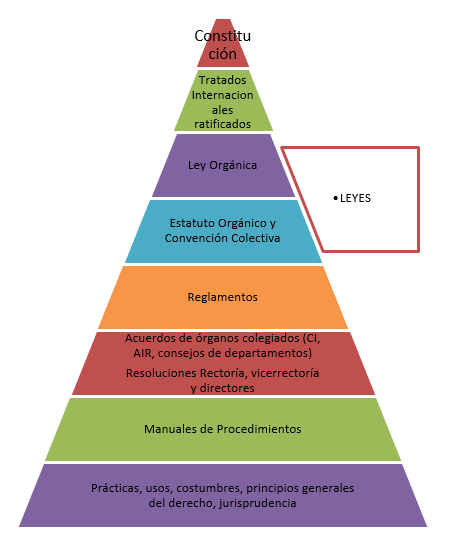 Constitu
ción
Tratados
Internacion
ales
ratificados
Ley Orgánica
• LEYES
Estatuto Orgánico y
Convención Colectiva
Reglamentos
Acuerdos de órganos colegiados (CI,
AIR, consejos de departamentos)
Resoluciones Rectoría, vicerrectoría
y directores
Manuales de Procedimientos
Prácticas, usos, costumbres, principios generales
del derecho, jurisprudencia